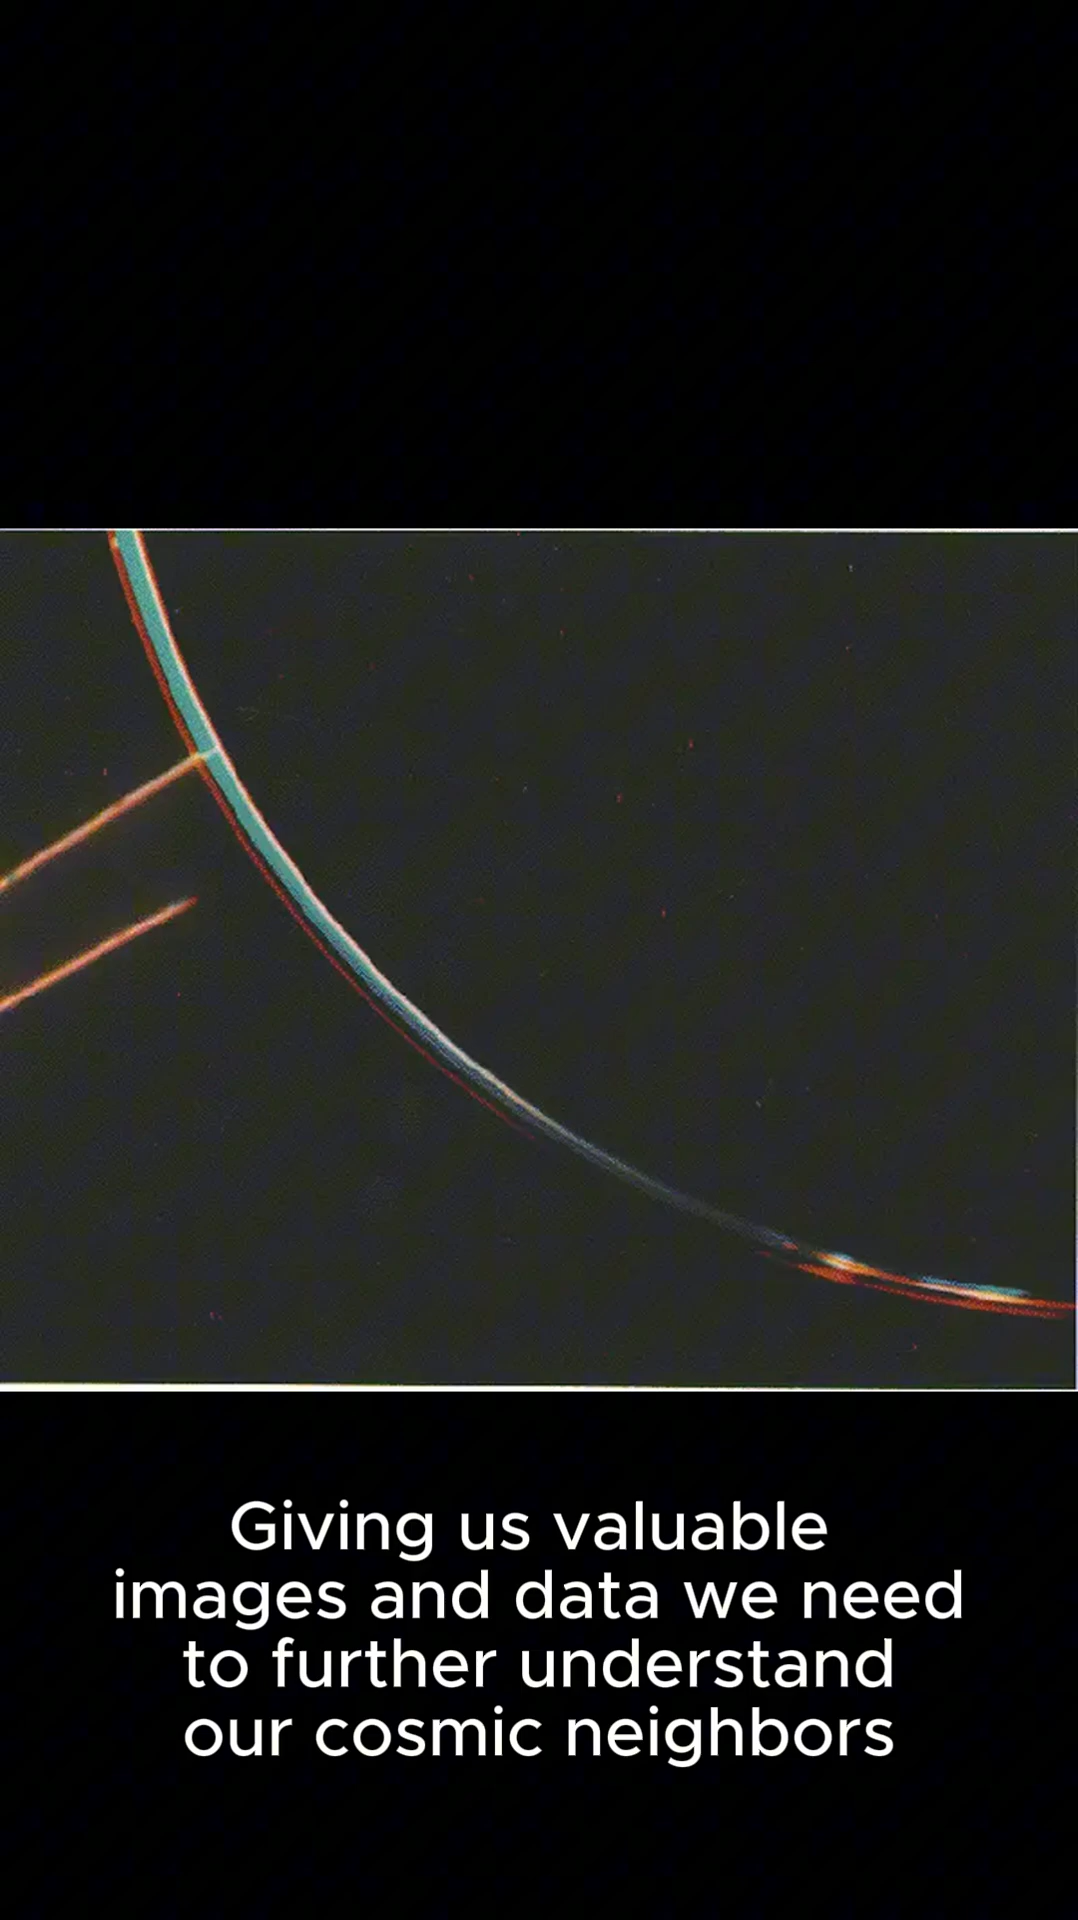 Giving us valuable
images and data we need
to further understand
our cosmic neighbors